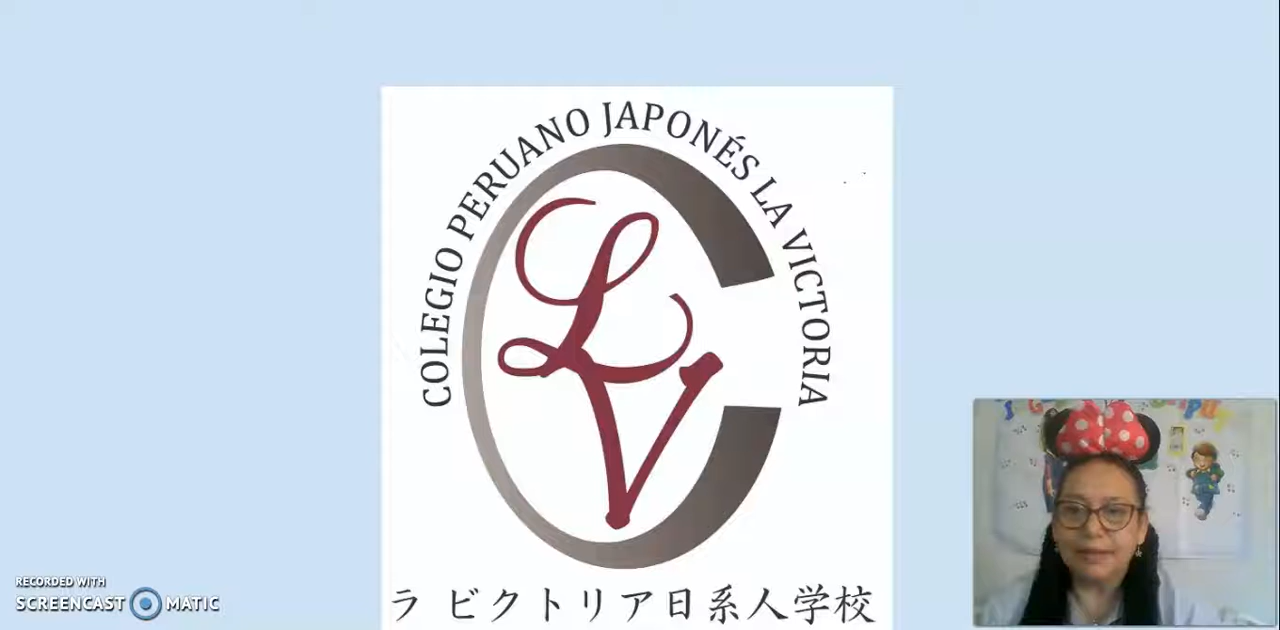 COLEGIO PERUANO JAPONÉS LA VICTORIA
ラ ビクトリア日系人学校
RECORDED WITH
SCREENCAST MATIC